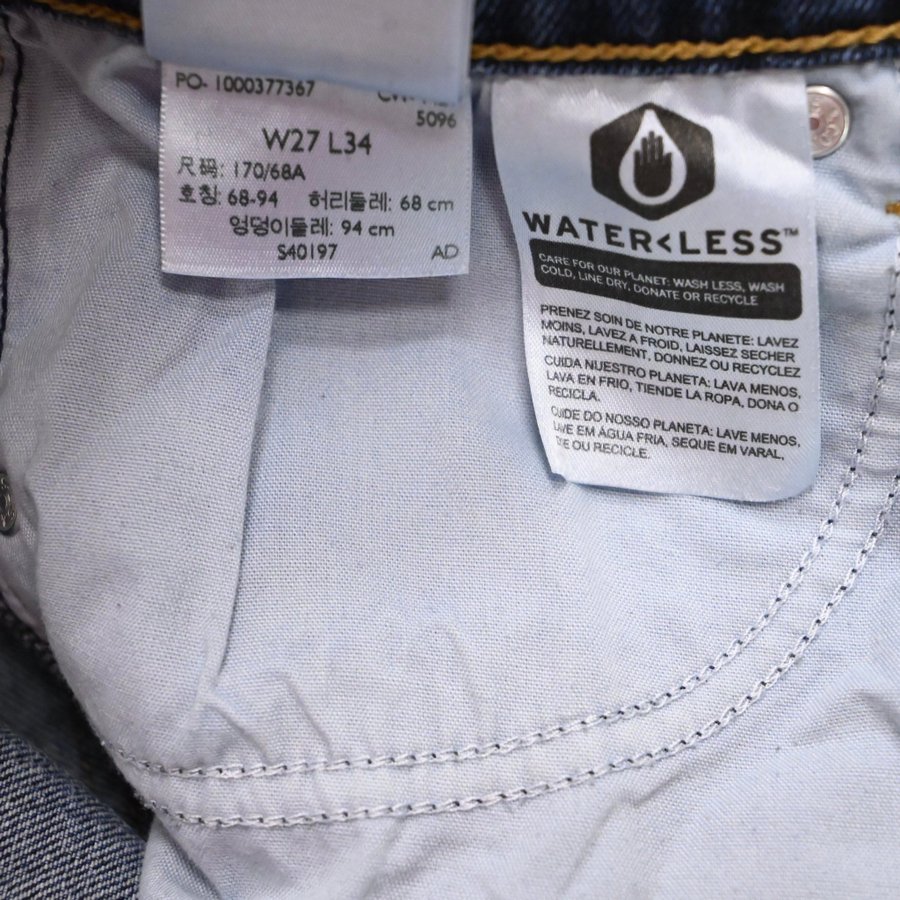 PO- 1000377367
5096
W27 L34
尺码: 170/68A
호칭: 68-94 허리둘레: 68 cm
엉덩이둘레: 94 cm
S40197 AD
WATER<LESS™
CARE FOR OUR PLANET: WASH LESS, WASH
COLD, LINE DRY, DONATE OR RECYCLE
PRENEZ SOIN DE NOTRE PLANETE: LAVEZ
MOINS, LAVEZ A FROID, LAISSEZ SECHER
NATURELLEMENT, DONNEZ OU RECYCLEZ
CUIDA NUESTRO PLANETA: LAVA MENOS,
LAVA EN FRIO, TIENDE LA ROPA, DONA O
RECICLA.
CUIDE DO NOSSO PLANETA: LAVE MENOS,
LAVE EM ÁGUA FRIA, SEQUE EM VARAL,
OU RECICLE.